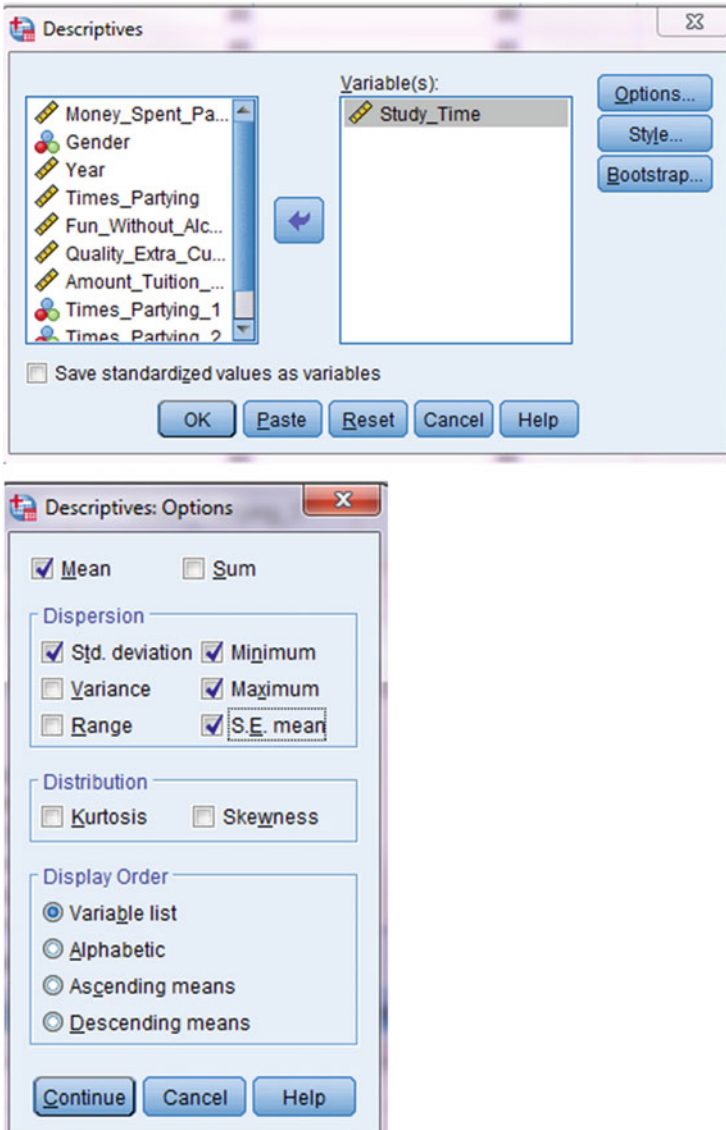 Descriptives
Variable(s):
Money_Spent_Pa...
Gender
Year
Times_Partying
Fun_Without_Alc...
Quality_Extra_Cu...
Amount_Tuition_...
Times_Partying_1
Times_Partying_2
Study_Time
Options...
Style...
Bootstrap...
Save standardized values as variables
OK Paste Reset Cancel Help
Descriptives: Options
Mean Sum
Dispersion
Std. deviation Minimum
Variance Maximum
Range S.E. mean
Distribution
Kurtosis Skewness
Display Order
Variable list
Alphabetic
Ascending means
Descending means
Continue Cancel Help